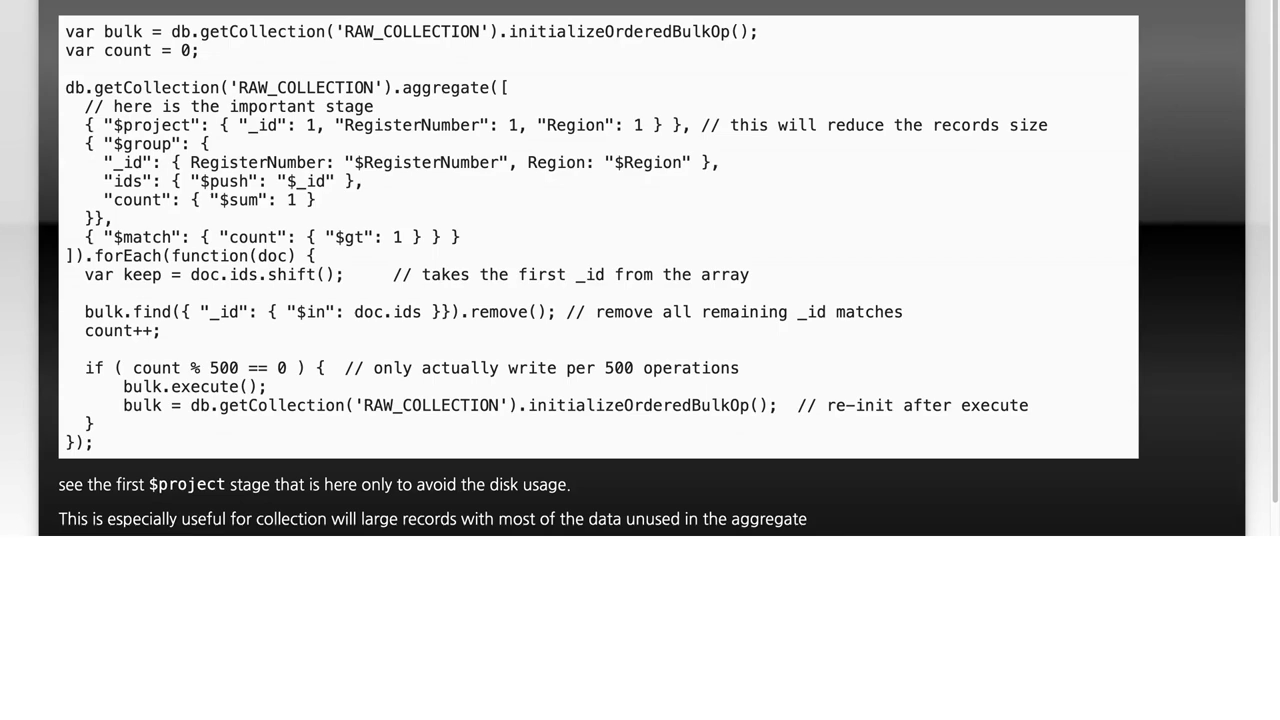 var bulk = db.getCollection('RAW_COLLECTION').initializeOrderedBulkOp();
var count = 0;

db.getCollection('RAW_COLLECTION').aggregate([
  // here is the important stage
  { "$project": { "_id": 1, "RegisterNumber": 1, "Region": 1 } }, // this will reduce the records size
  { "$group": {
    "_id": { RegisterNumber: "$RegisterNumber", Region: "$Region" },
    "ids": { "$push": "$_id" },
    "count": { "$sum": 1 }
  }},
  { "$match": { "count": { "$gt": 1 } } }
]).forEach(function(doc) {
  var keep = doc.ids.shift();     // takes the first _id from the array

  bulk.find({ "_id": { "$in": doc.ids }}).remove(); // remove all remaining _id matches
  count++;

  if ( count % 500 == 0 ) {  // only actually write per 500 operations
      bulk.execute();
      bulk = db.getCollection('RAW_COLLECTION').initializeOrderedBulkOp();  // re-init after execute
  }
});
see the first $project stage that is here only to avoid the disk usage.
This is especially useful for collection will large records with most of the data unused in the aggregate